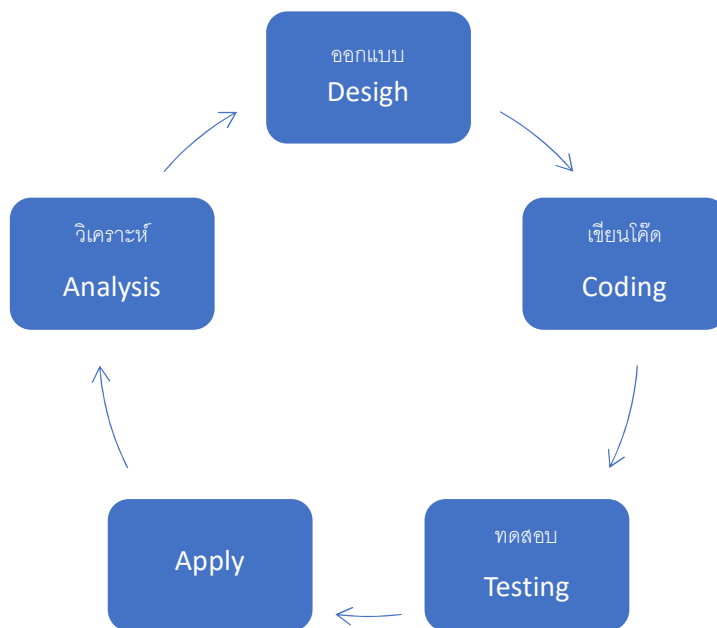 ออกแบบ
Desigh
วิเคราะห์
Analysis
เขียนโค๊ด
Coding
Apply
ทดสอบ
Testing